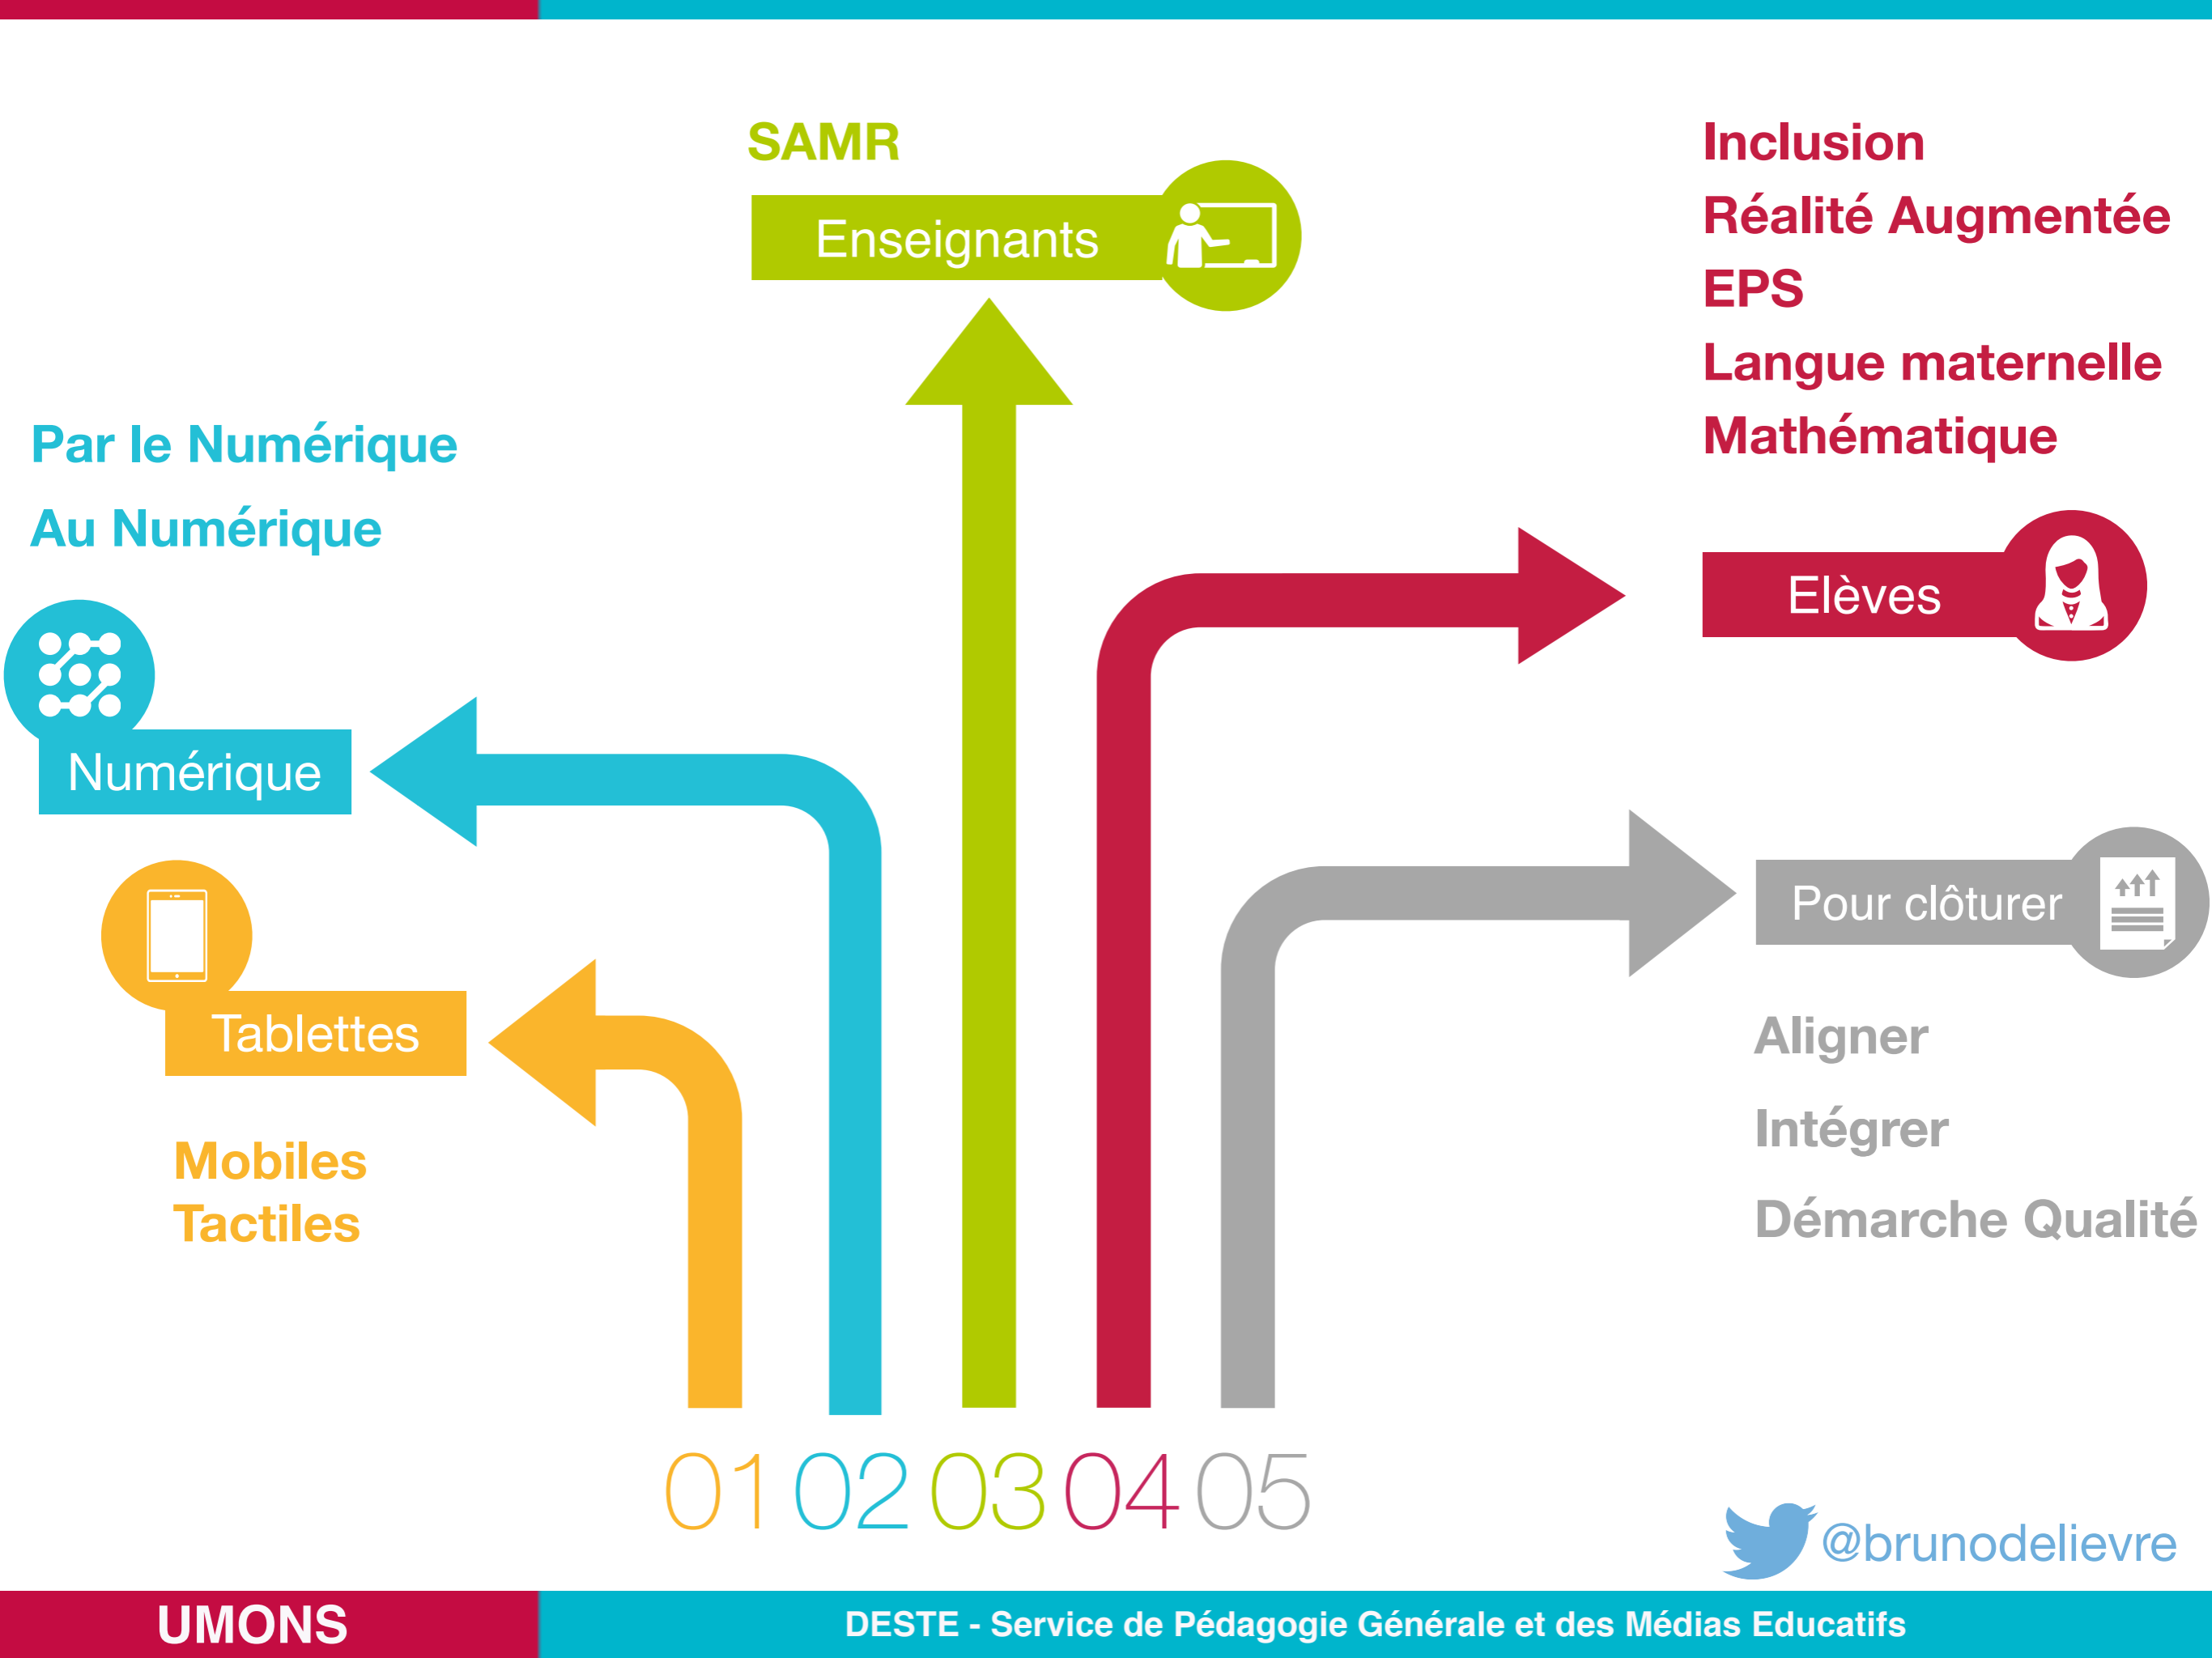 SAMR
Enseignants
Inclusion
Réalité Augmentée
EPS
Langue maternelle
Mathématique
Elèves
Par le Numérique
Au Numérique
Numérique
Tablettes
Mobiles
Tactiles
Pour clôturer
Aligner
Intégrer
Démarche Qualité
01 02 03 04 05
@brunodelievre
UMONS
DESTE - Service de Pédagogie Générale et des Médias Educatifs